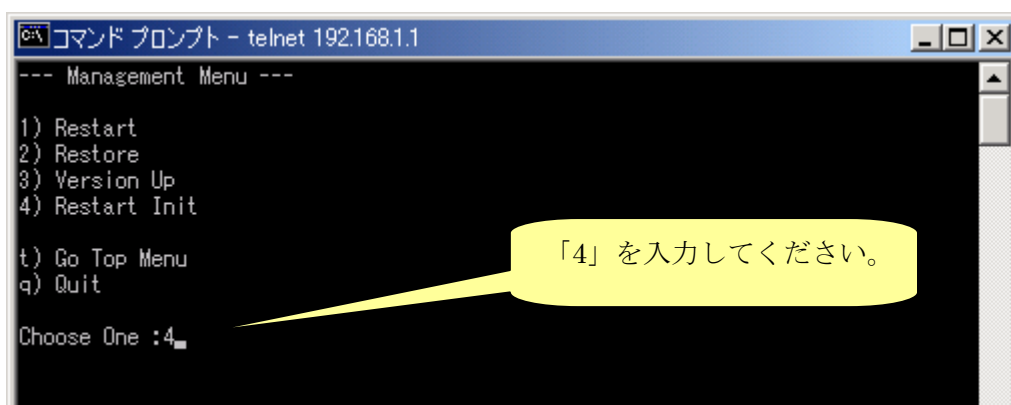 コマンド プロンプト - telnet 192.168.1.1
--- Management Menu ---
1) Restart
2) Restore
3) Version Up
4) Restart Init
t) Go Top Menu
q) Quit
「4」を入力してください。
Choose One :4_